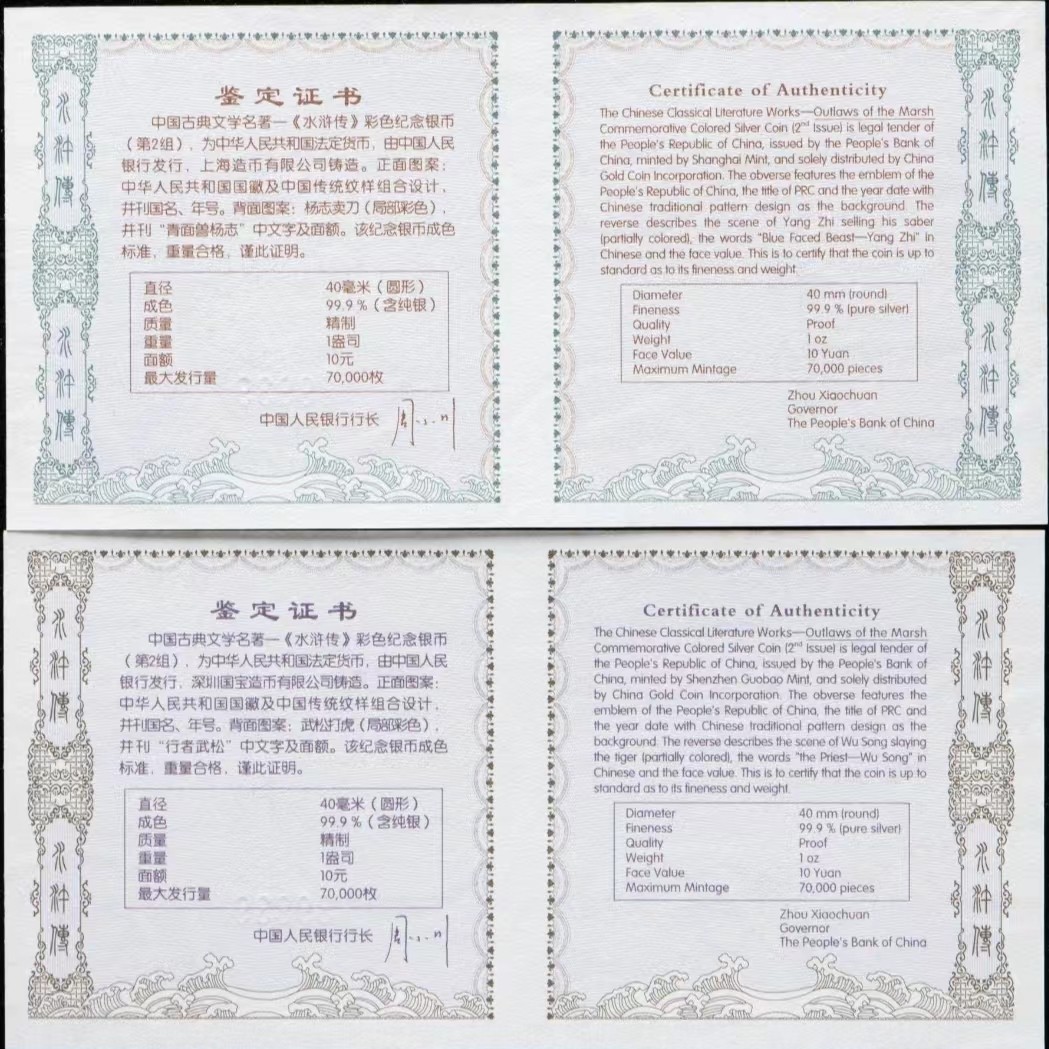 水滸傳
水滸傳
鉴定证书
中国古典文学名著—《水浒传》彩色纪念银币
（第2组），为中华人民共和国法定货币，由中国人民
银行发行，上海造币有限公司铸造。正面图案：
中华人民共和国国徽及中国传统纹样组合设计，
并刊国名、年号。背面图案：杨志卖刀（局部彩色），
并刊“青面兽杨志”中文字及面额。该纪念银币成色
标准，重量合格，谨此证明。
直径 40毫米（圆形）
成色 99.9％（含纯银）
质量 精制
重量 1盎司
面额 10元
最大发行量 70,000枚
中国人民银行行长 周小川
Certificate of Authenticity
The Chinese Classical Literature Works—Outlaws of the Marsh
Commemorative Colored Silver Coin (2nd Issue) is legal tender of
the People's Republic of China, issued by the People's Bank of
China, minted by Shanghai Mint, and solely distributed by China
Gold Coin Incorporation. The obverse features the emblem of the
People's Republic of China, the title of PRC and the year date with
Chinese traditional pattern design as the background. The
reverse describes the scene of Yang Zhi selling his saber
(partially colored), the words "Blue Faced Beast—Yang Zhi" in
Chinese and the face value. This is to certify that the coin is up to
standard as to its fineness and weight.
Diameter 40 mm (round)
Fineness 99.9 % (pure silver)
Quality Proof
Weight 1 oz
Face Value 10 Yuan
Maximum Mintage 70,000 pieces
Zhou Xiaochuan
Governor
The People's Bank of China
水滸傳
水滸傳
水滸傳
水滸傳
鉴定证书
中国古典文学名著—《水浒传》彩色纪念银币
（第2组），为中华人民共和国法定货币，由中国人民
银行发行，深圳国宝造币有限公司铸造。正面图案：
中华人民共和国国徽及中国传统纹样组合设计，
并刊国名、年号。背面图案：武松打虎（局部彩色），
并刊“行者武松”中文字及面额。该纪念银币成色
标准，重量合格，谨此证明。
直径 40毫米（圆形）
成色 99.9％（含纯银）
质量 精制
重量 1盎司
面额 10元
最大发行量 70,000枚
中国人民银行行长 周小川
Certificate of Authenticity
The Chinese Classical Literature Works—Outlaws of the Marsh
Commemorative Colored Silver Coin (2nd issue) is legal tender of
the People's Republic of China, issued by the People's Bank of
China, minted by Shenzhen Guobao Mint, and solely distributed
by China Gold Coin Incorporation. The obverse features the
emblem of the People's Republic of China, the title of PRC and
the year date with Chinese traditional pattern design as the
background. The reverse describes the scene of Wu Song slaying
the tiger (partially colored), the words "the Priest—Wu Song" in
Chinese and the face value. This is to certify that the coin is up to
standard as to its fineness and weight.
Diameter 40 mm (round)
Fineness 99.9 % (pure silver)
Quality Proof
Weight 1 oz
Face Value 10 Yuan
Maximum Mintage 70,000 pieces
Zhou Xiaochuan
Governor
The People's Bank of China
水滸傳
水滸傳